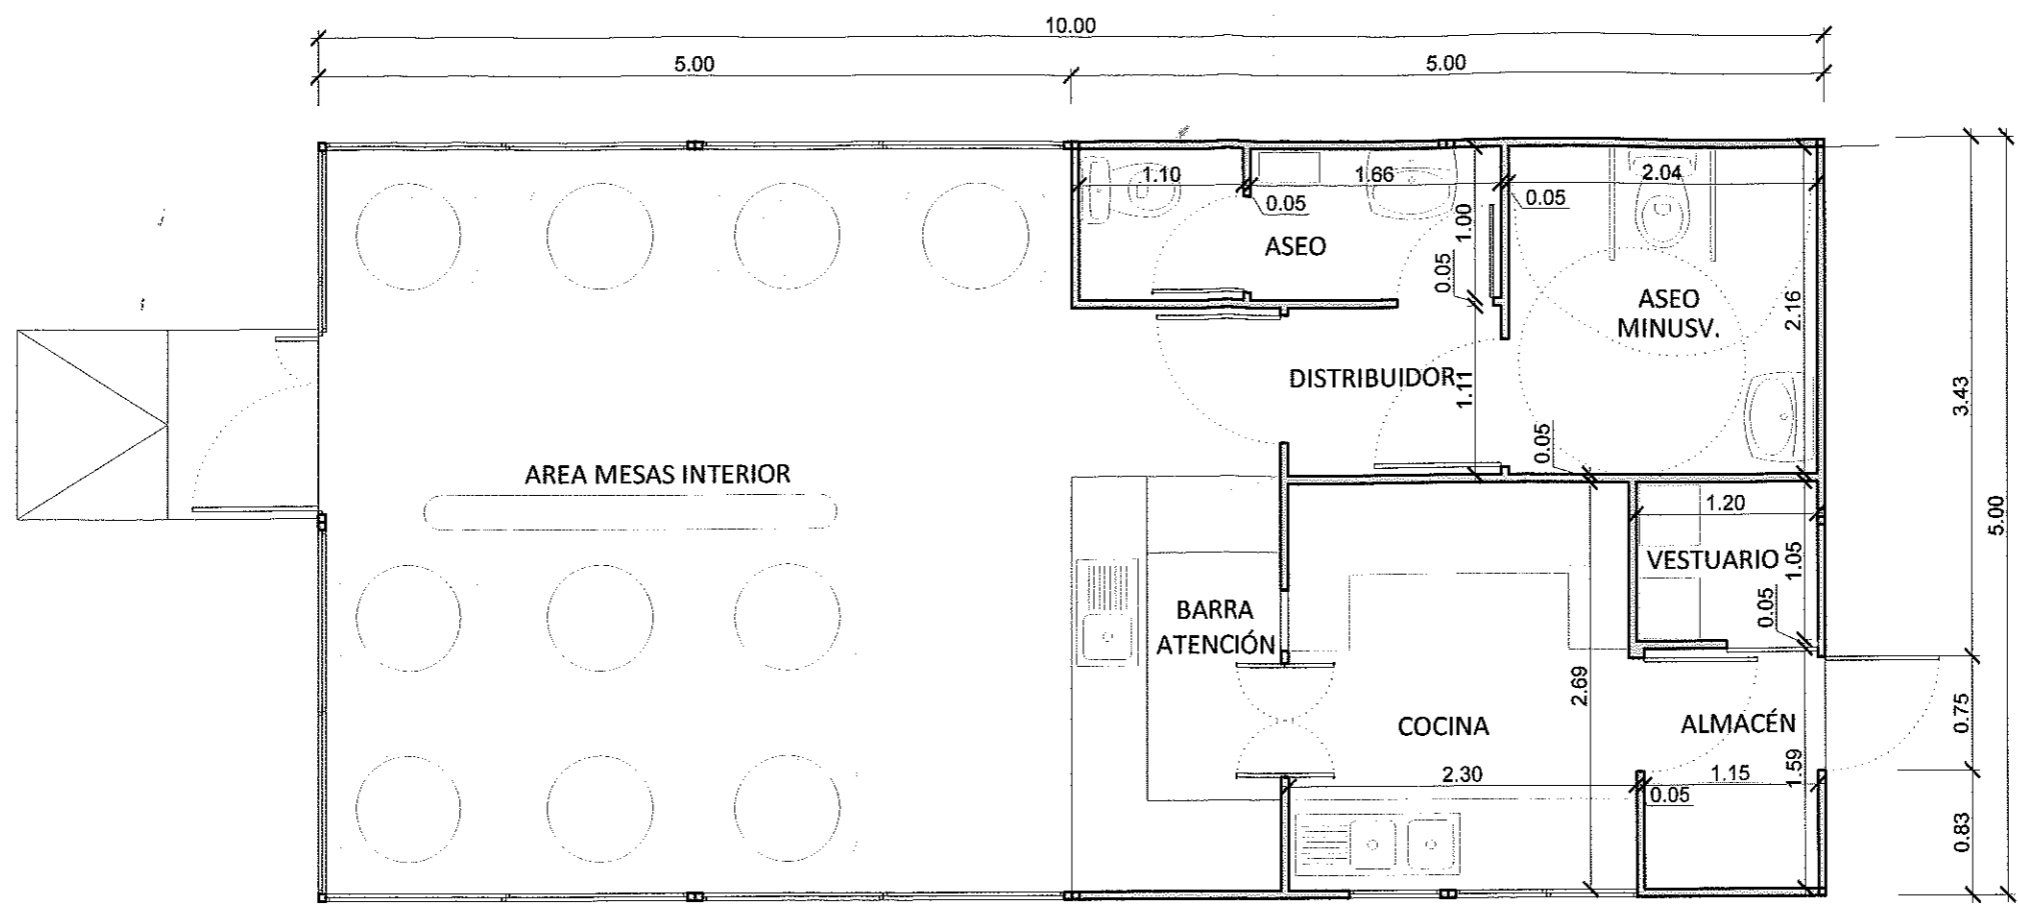 10.00
5.00
5.00
1.10
1.66
2.04
0.05
0.05
1.00
ASEO
0.05
ASEO
MINUSV.
2.16
DISTRIBUIDOR
1.11
3.43
0.05
AREA MESAS INTERIOR
1.20
5.00
VESTUARIO
1.05
BARRA
ATENCIÓN
0.05
2.69
COCINA
ALMACÉN
0.75
2.30
1.15
1.59
0.05
0.83